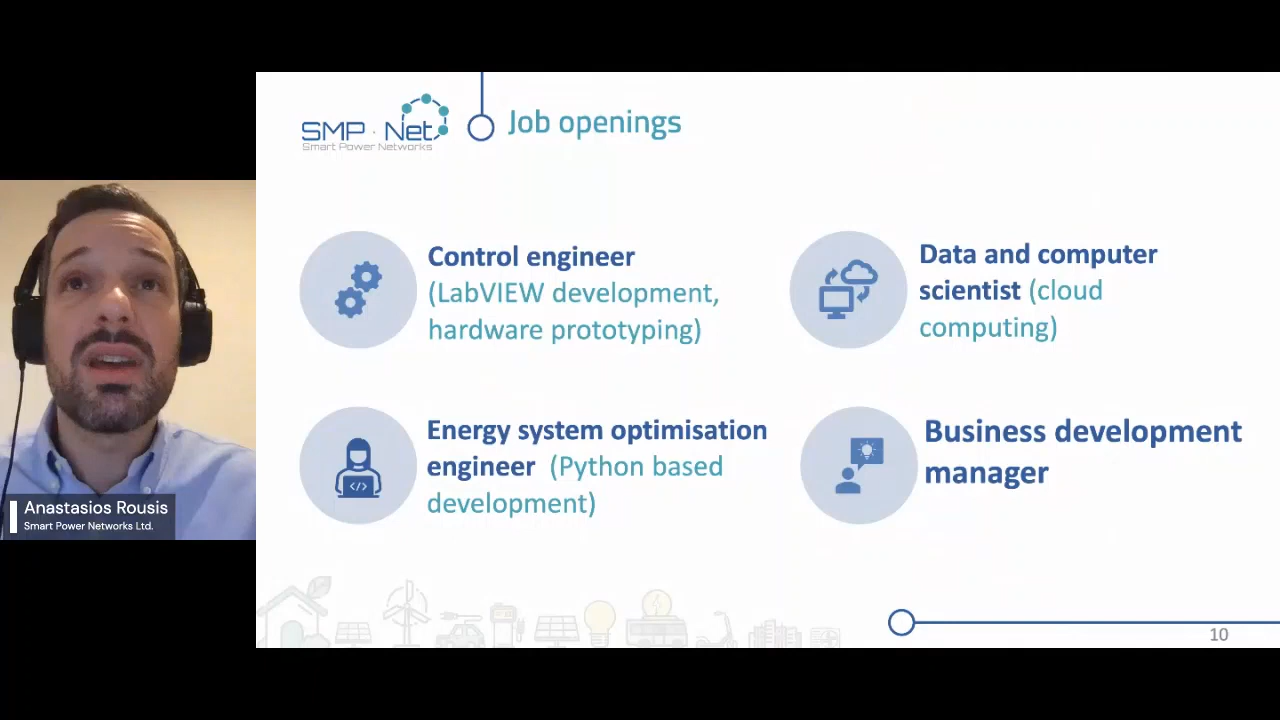 SMP · Net
Smart Power Networks
Job openings
Control engineer
(LabVIEW development,
hardware prototyping)
Data and computer
scientist (cloud
computing)
Energy system optimisation
engineer (Python based
development)
</>
Business development
manager
Anastasios Rousis
Smart Power Networks Ltd.
10